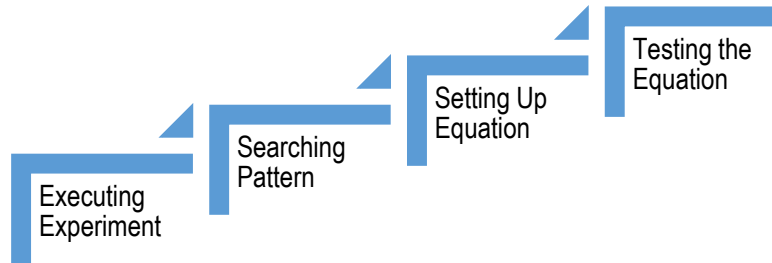 Executing
Experiment
Searching
Pattern
Setting Up
Equation
Testing the
Equation